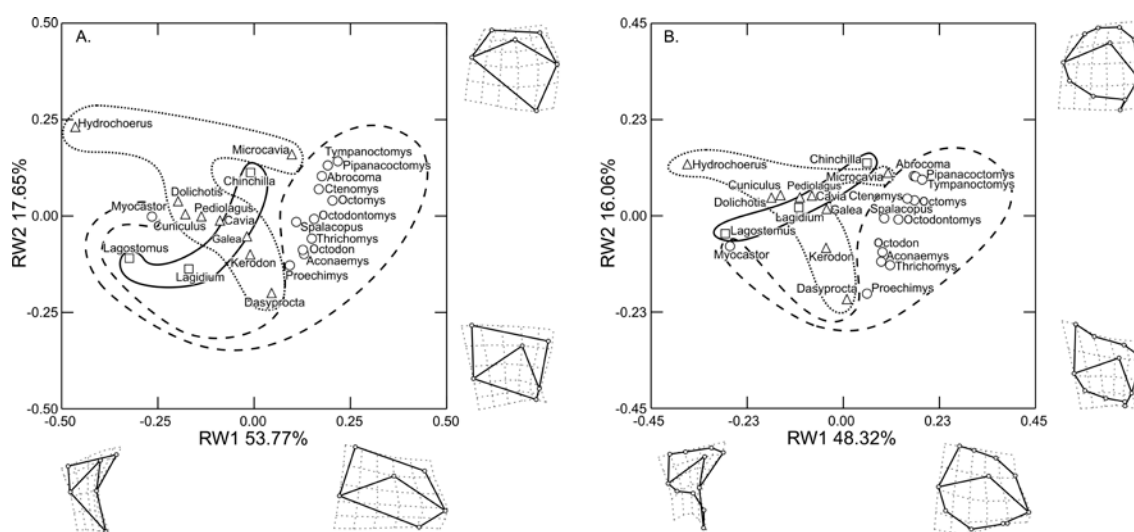 A.
0.50
0.25
0.00
-0.25
-0.50
RW2 17.65%
Hydrochoerus
Microcavia
Tympanoctomys
Pipanacoctomys
Chinchilla
Abrocoma
Ctenomys
Dolichotis
Octomys
Myocastor
Pediolagus
Octodontomys
Cavia
Spalacopus
Cuniculus
Galea
Thrichomys
Lagostomus
Octodon
Kerodon
Aconaemys
Lagidium
Proechimys
Dasyprocta
-0.50 -0.25 0.00 0.25 0.50
RW1 53.77%
B.
0.45
0.23
0.00
-0.23
-0.45
RW2 16.06%
Chinchilla
Hydrochoerus
Abrocoma
Microcavia
Pipanacoctomys
Cuniculus
Pediolagus
Tympanoctomys
Dolichotis
Cavia
Ctenomys
Octomys
Lagidium
Galea
Spalacopus
Octodontomys
Lagostomus
Myocastor
Kerodon
Octodon
Aconaemys
Thrichomys
Dasyprocta
Proechimys
-0.45 -0.23 0.00 0.23 0.45
RW1 48.32%